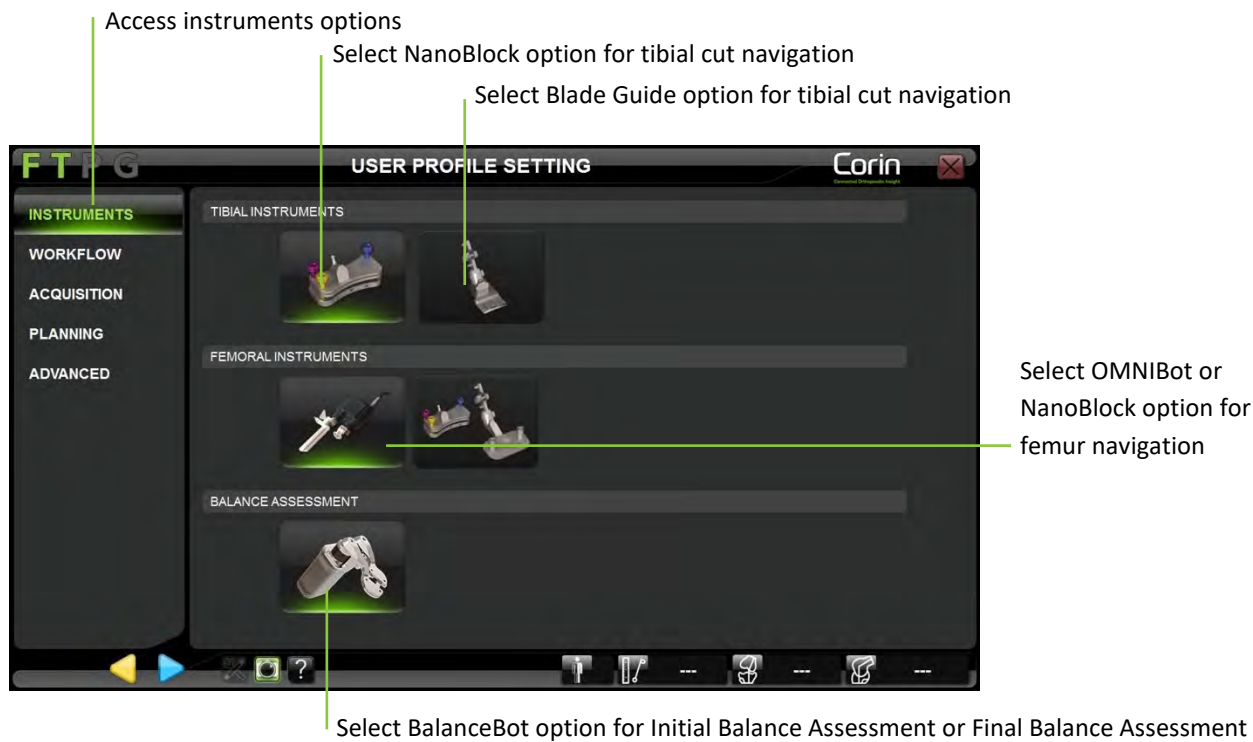 Access instruments options
Select NanoBlock option for tibial cut navigation
Select Blade Guide option for tibial cut navigation
FTPG
USER PROFILE SETTING
Corin
INSTRUMENTS
TIBIAL INSTRUMENTS
WORKFLOW
ACQUISITION
PLANNING
FEMORAL INSTRUMENTS
ADVANCED
Select OMNIBot or
NanoBlock option for
femur navigation
BALANCE ASSESSMENT
?
---
---
---
Select BalanceBot option for Initial Balance Assessment or Final Balance Assessment